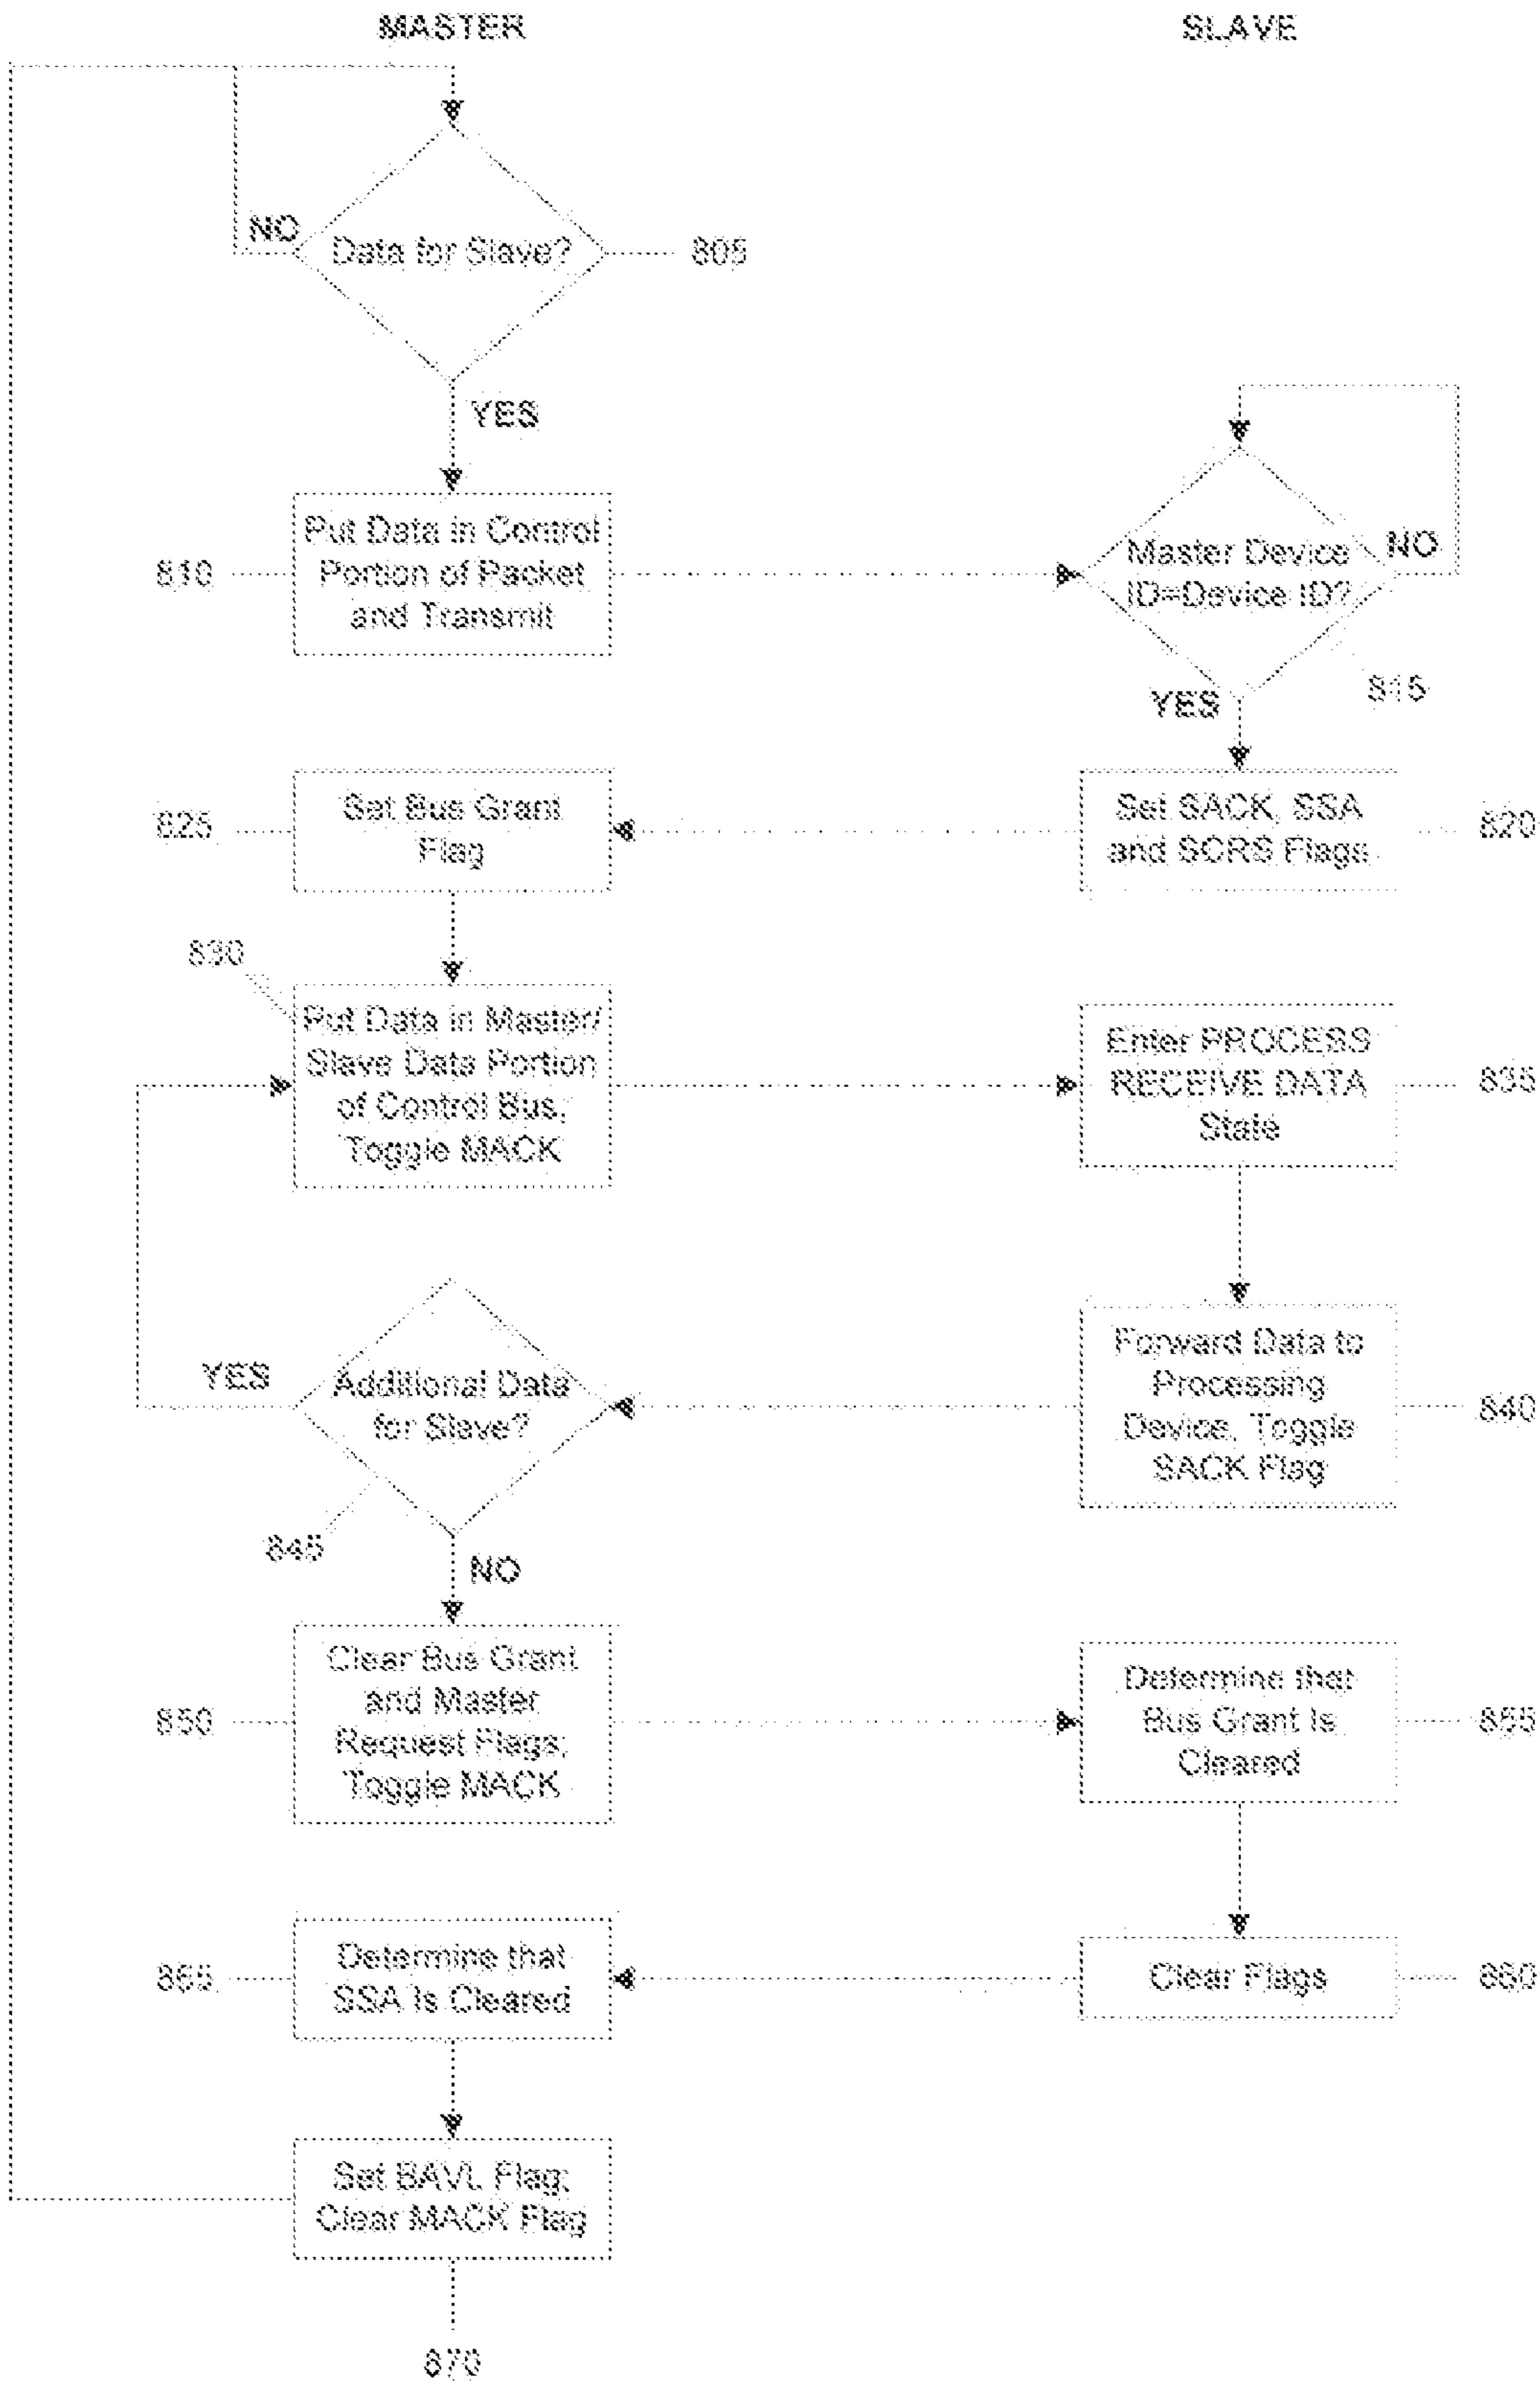 MASTER
SLAVE
NO
Data for Slave?
805
YES
Put Data in Control
Portion of Packet
and Transmit
810
Master Device
ID=Device ID?
NO
815
YES
825
Set Bus Grant
Flag
Set SACK, SSA
and SCRS Flags
820
830
Put Data in Master/
Slave Data Portion
of Control Bus,
Toggle MACK
Enter PROCESS
RECEIVE DATA
State
835
YES
Additional Data
for Slave?
845
NO
Forward Data to
Processing
Device, Toggle
SACK Flag
840
850
Clear Bus Grant
and Master
Request Flags;
Toggle MACK
Determine that
Bus Grant Is
Cleared
855
865
Determine that
SSA Is Cleared
Clear Flags
860
Set BAVL Flag;
Clear MACK Flag
870